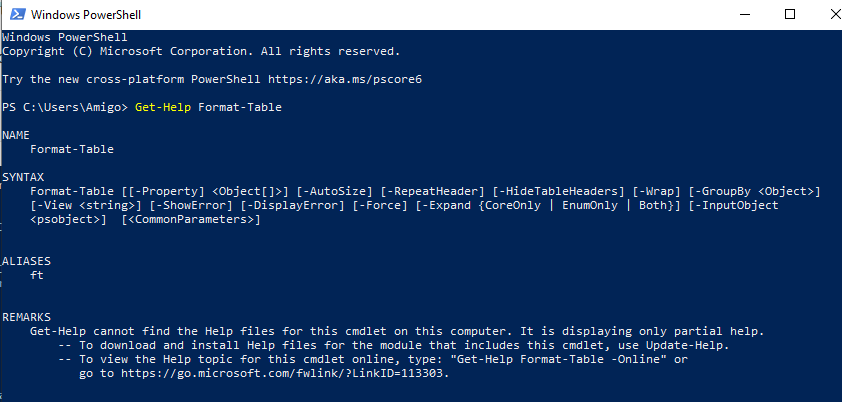 Windows PowerShell
Windows PowerShell
Copyright (C) Microsoft Corporation. All rights reserved.
Try the new cross-platform PowerShell https://aka.ms/pscore6
PS C:\Users\Amigo> Get-Help Format-Table
NAME
Format-Table
SYNTAX
Format-Table [[-Property] <Object[]>] [-AutoSize] [-RepeatHeader] [-HideTableHeaders] [-Wrap] [-GroupBy <Object>]
[-View <string>] [-ShowError] [-DisplayError] [-Force] [-Expand {CoreOnly | EnumOnly | Both}] [-InputObject
<psobject>]  [<CommonParameters>]
ALIASES
ft
REMARKS
Get-Help cannot find the Help files for this cmdlet on this computer. It is displaying only partial help.
-- To download and install Help files for the module that includes this cmdlet, use Update-Help.
-- To view the Help topic for this cmdlet online, type: "Get-Help Format-Table -Online" or
go to https://go.microsoft.com/fwlink/?LinkID=113303.